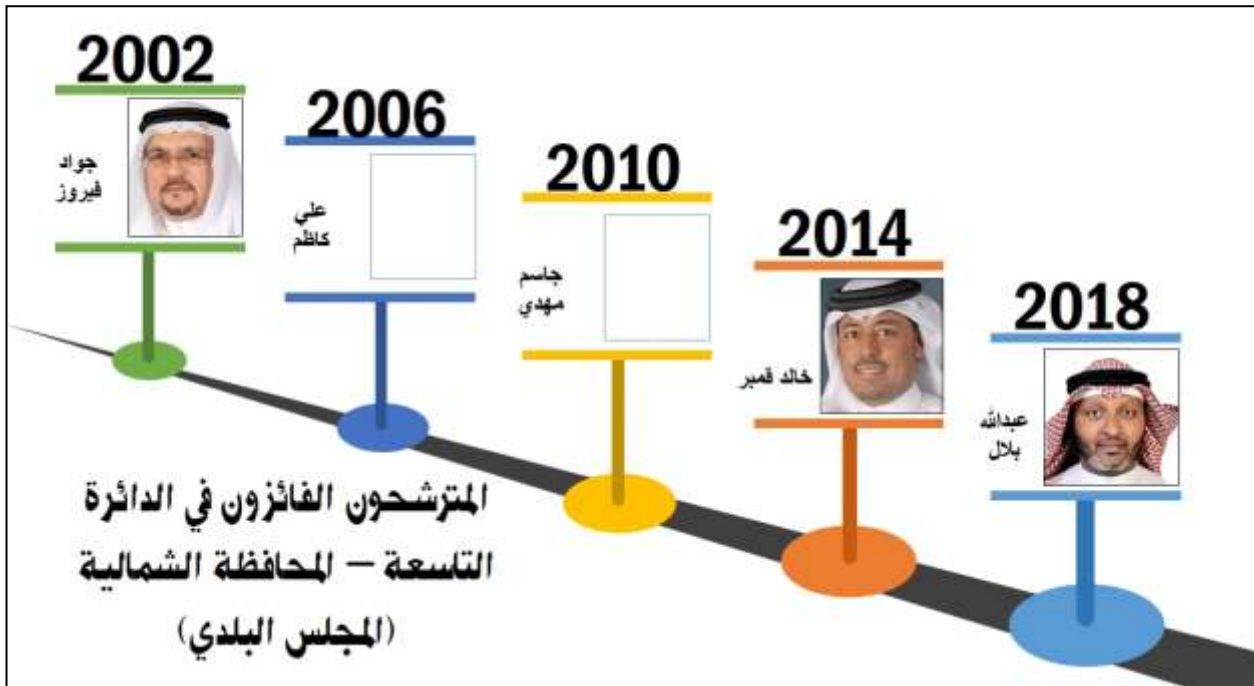 2002
جواد
فيروز
2006
علي
كاظم
2010
جاسم
مهدي
2014
خالد قمبر
2018
عبدالله
بلال
المترشحون الفائزون في الدائرة
التاسعة – المحافظة الشمالية
(المجلس البلدي)